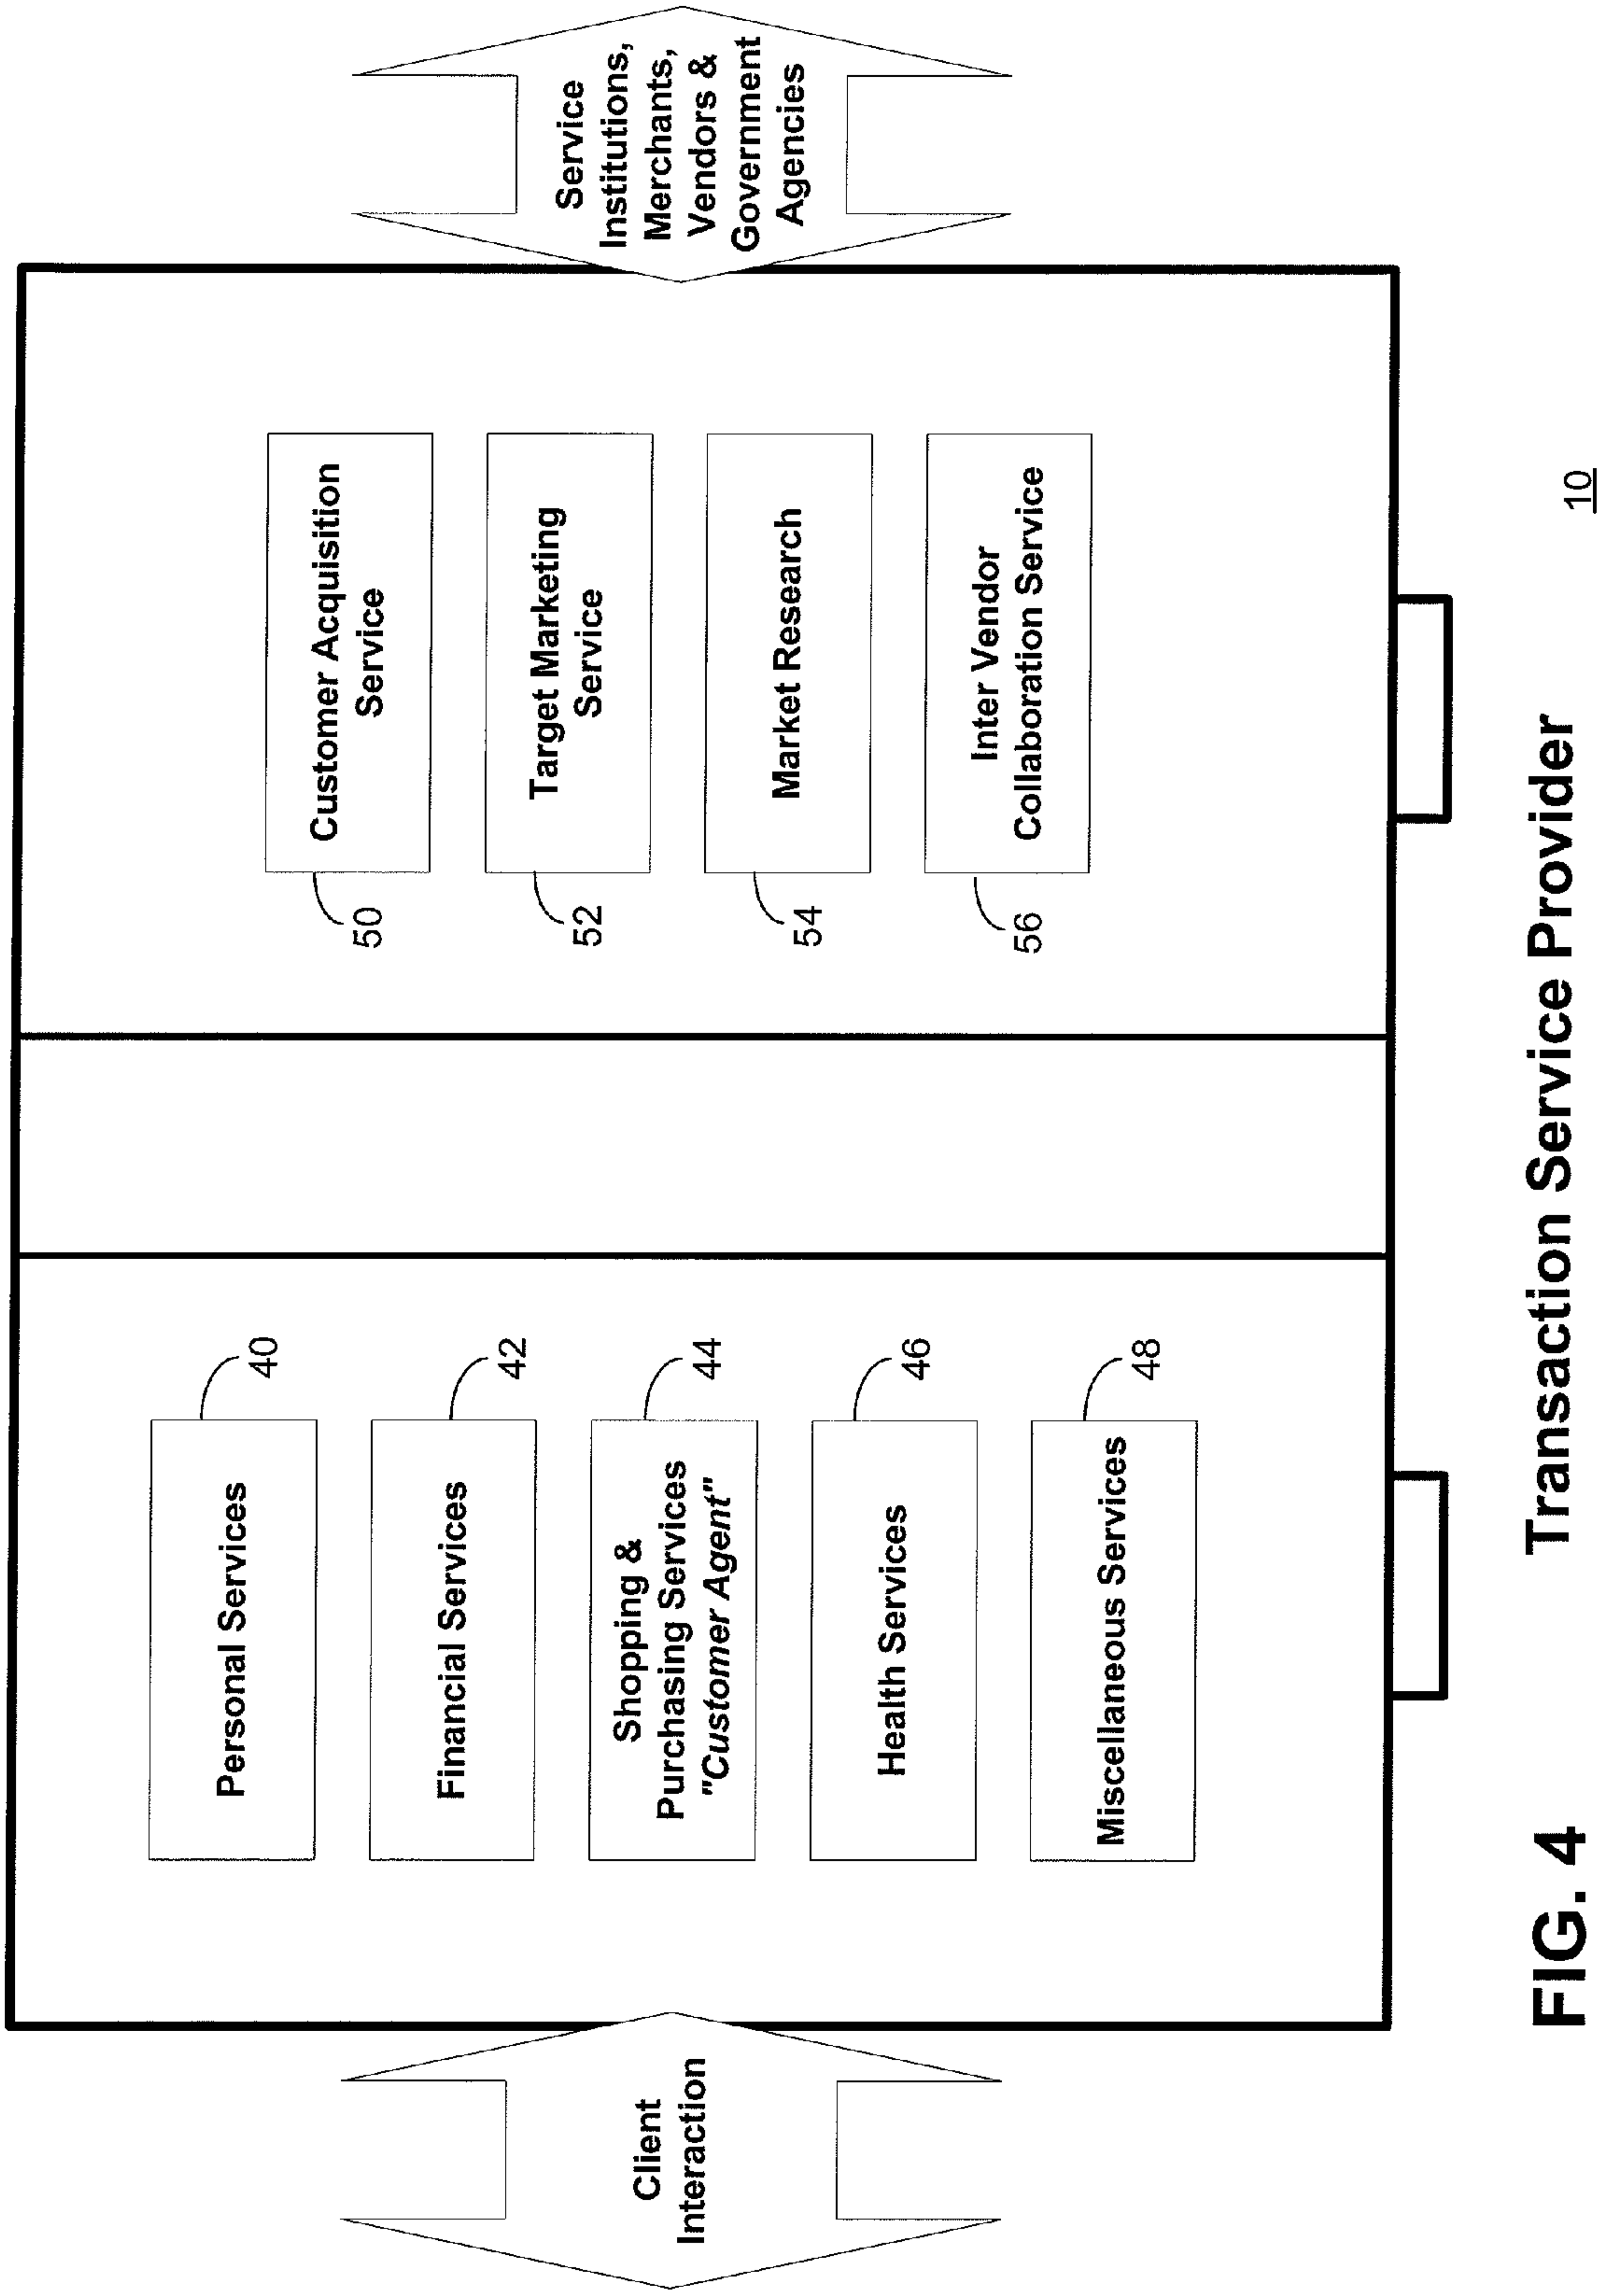 Client
Interaction
Personal Services
40
Financial Services
42
Shopping &
Purchasing Services
"Customer Agent"
44
Health Services
46
Miscellaneous Services
48
Customer Acquisition
Service
50
Target Marketing
Service
52
Market Research
54
Inter Vendor
Collaboration Service
56
Service
Institutions,
Merchants,
Vendors &
Government
Agencies
FIG. 4
Transaction Service Provider
10